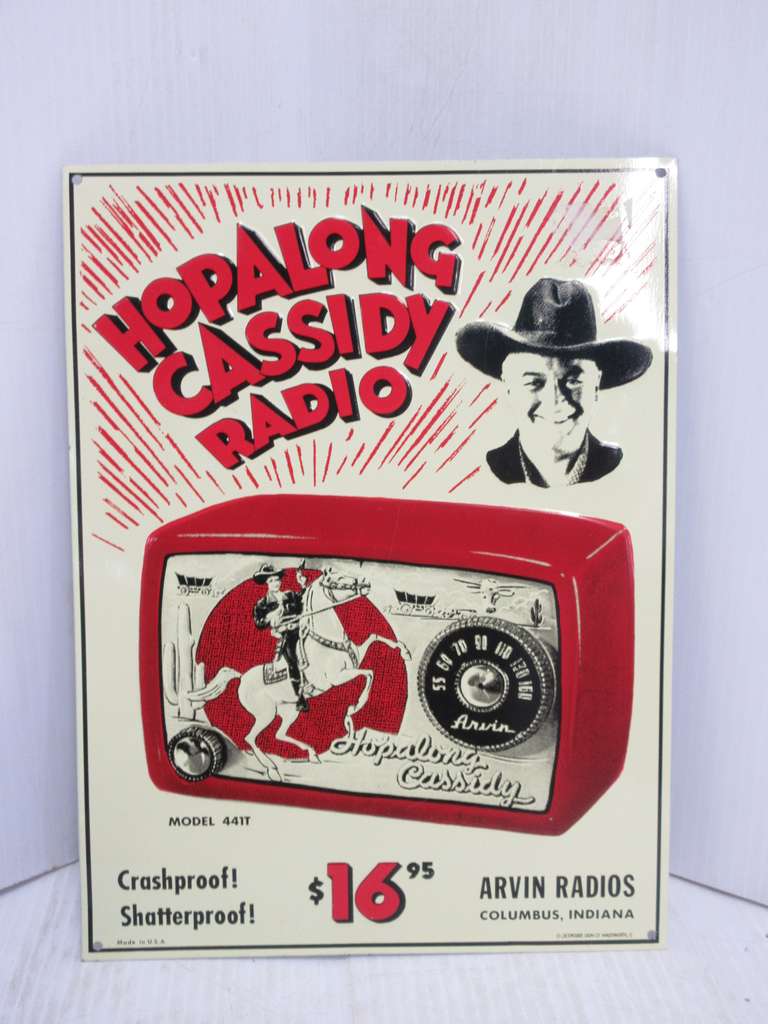 HOPALONG
CASSIDY
RADIO
55 60 70 90 110 130 160
Arvin
Hopalong
Cassidy
MODEL 441T
Crashproof!
Shatterproof!
$16.95
ARVIN RADIOS
COLUMBUS, INDIANA
Made in U.S.A